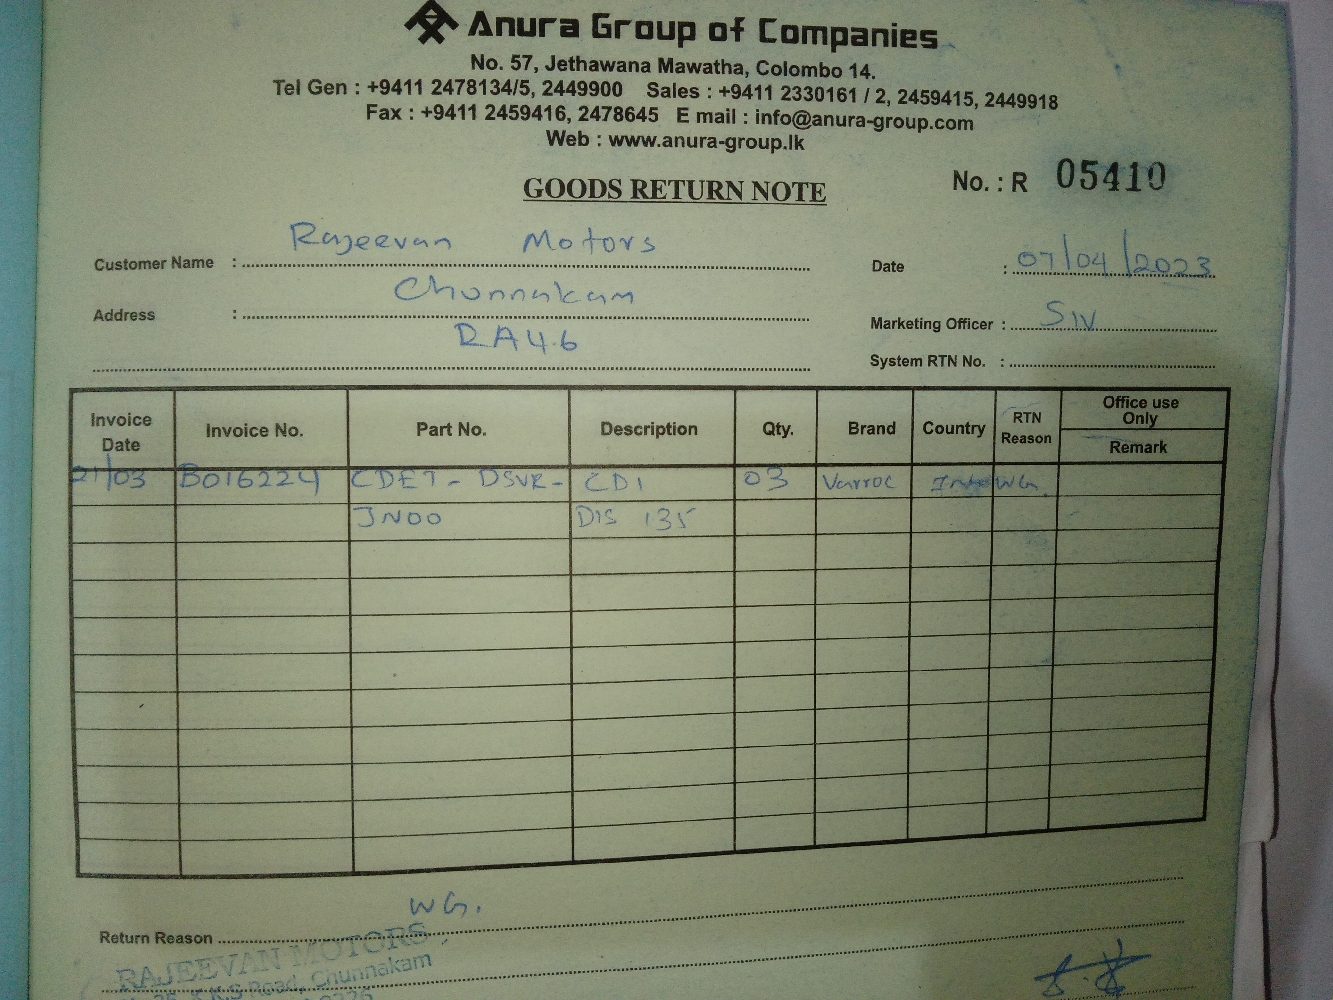 Anura Group of Companies
No. 57, Jethawana Mawatha, Colombo 14.
Tel Gen : +9411 2478134/5, 2449900 Sales : +9411 2330161 / 2, 2459415, 2449918
Fax : +9411 2459416, 2478645 E mail : info@anura-group.com
Web : www.anura-group.lk
GOODS RETURN NOTE
No. : R 05410
Customer Name : Rajeevan Motors
Date : 07/04/2023
Address : Chunnakam
Marketing Officer : SIV
RA46
System RTN No. :
Invoice Date Invoice No. Part No. Description Qty. Brand Country RTN Reason Office use Only Remark
21/03 B016224 CDET- DSVR- CDI 03 Varroc WG.
JN00 DIS 135
WG.
Return Reason
RAJEEVAN MOTORS
K.K.S Road, Chunnakam